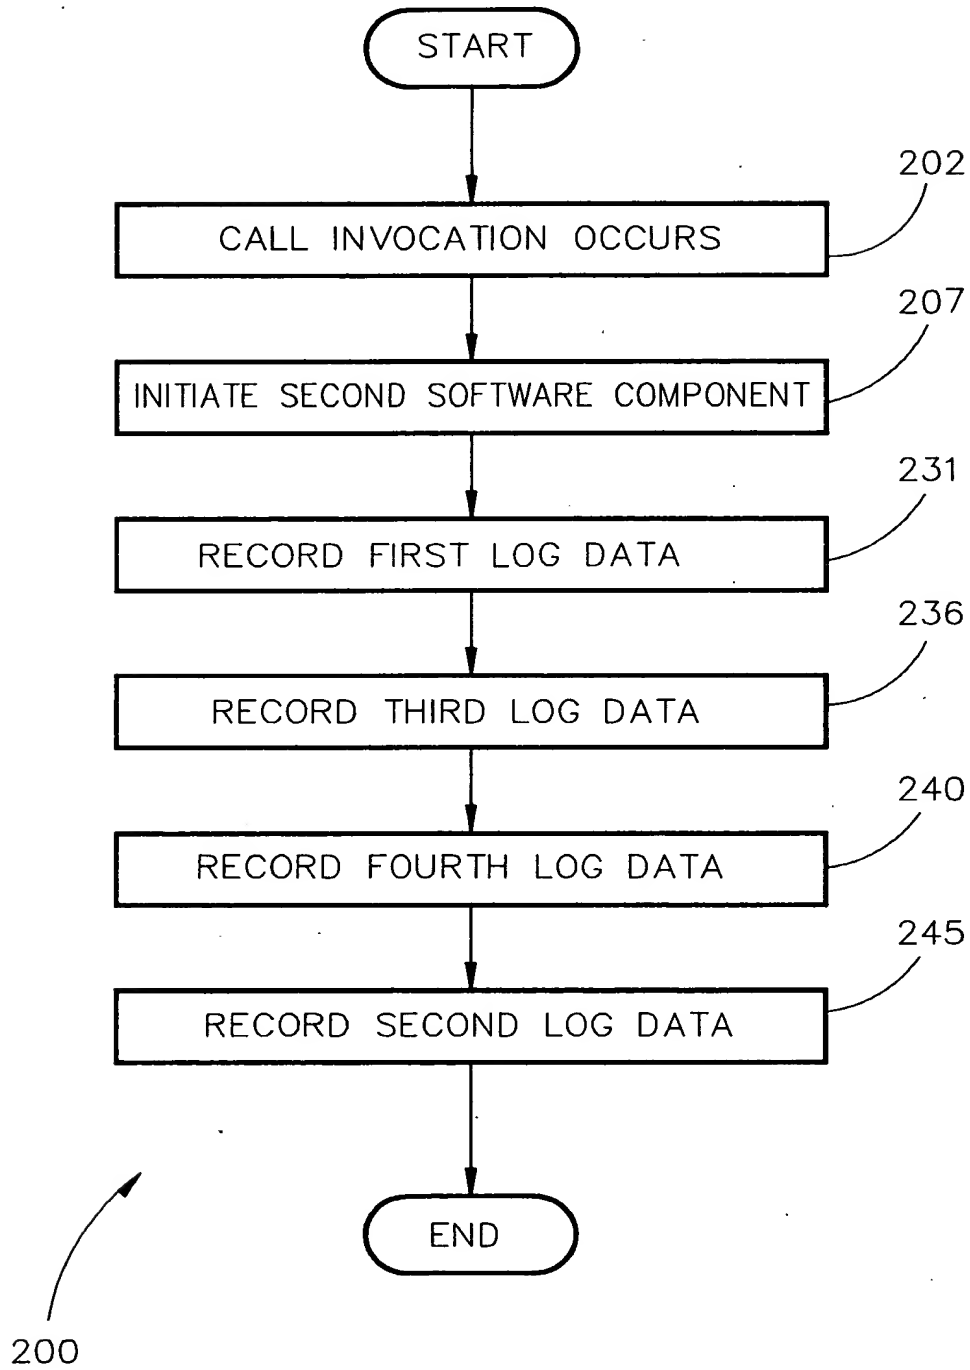 START
202
CALL INVOCATION OCCURS
207
INITIATE SECOND SOFTWARE COMPONENT
231
RECORD FIRST LOG DATA
236
RECORD THIRD LOG DATA
240
RECORD FOURTH LOG DATA
245
RECORD SECOND LOG DATA
END
200